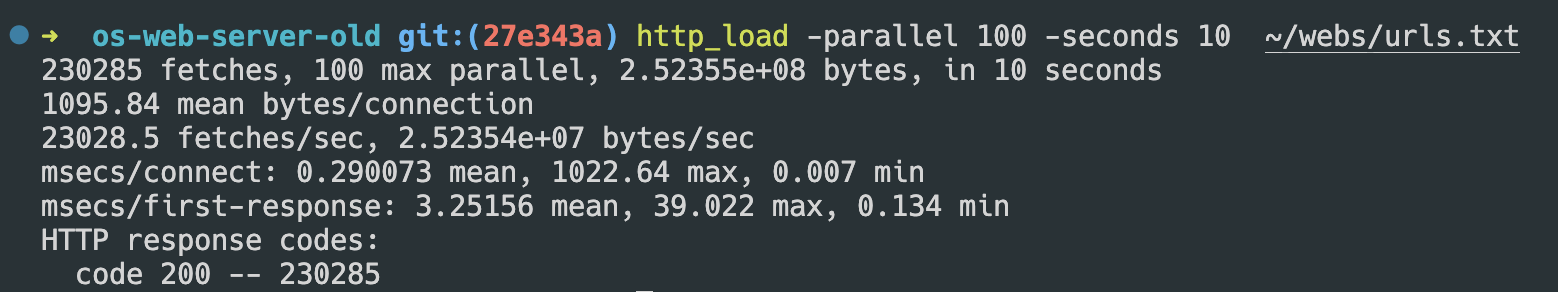 ➜  os-web-server-old git:(27e343a) http_load -parallel 100 -seconds 10  ~/webs/urls.txt
230285 fetches, 100 max parallel, 2.52355e+08 bytes, in 10 seconds
1095.84 mean bytes/connection
23028.5 fetches/sec, 2.52354e+07 bytes/sec
msecs/connect: 0.290073 mean, 1022.64 max, 0.007 min
msecs/first-response: 3.25156 mean, 39.022 max, 0.134 min
HTTP response codes:
  code 200 -- 230285